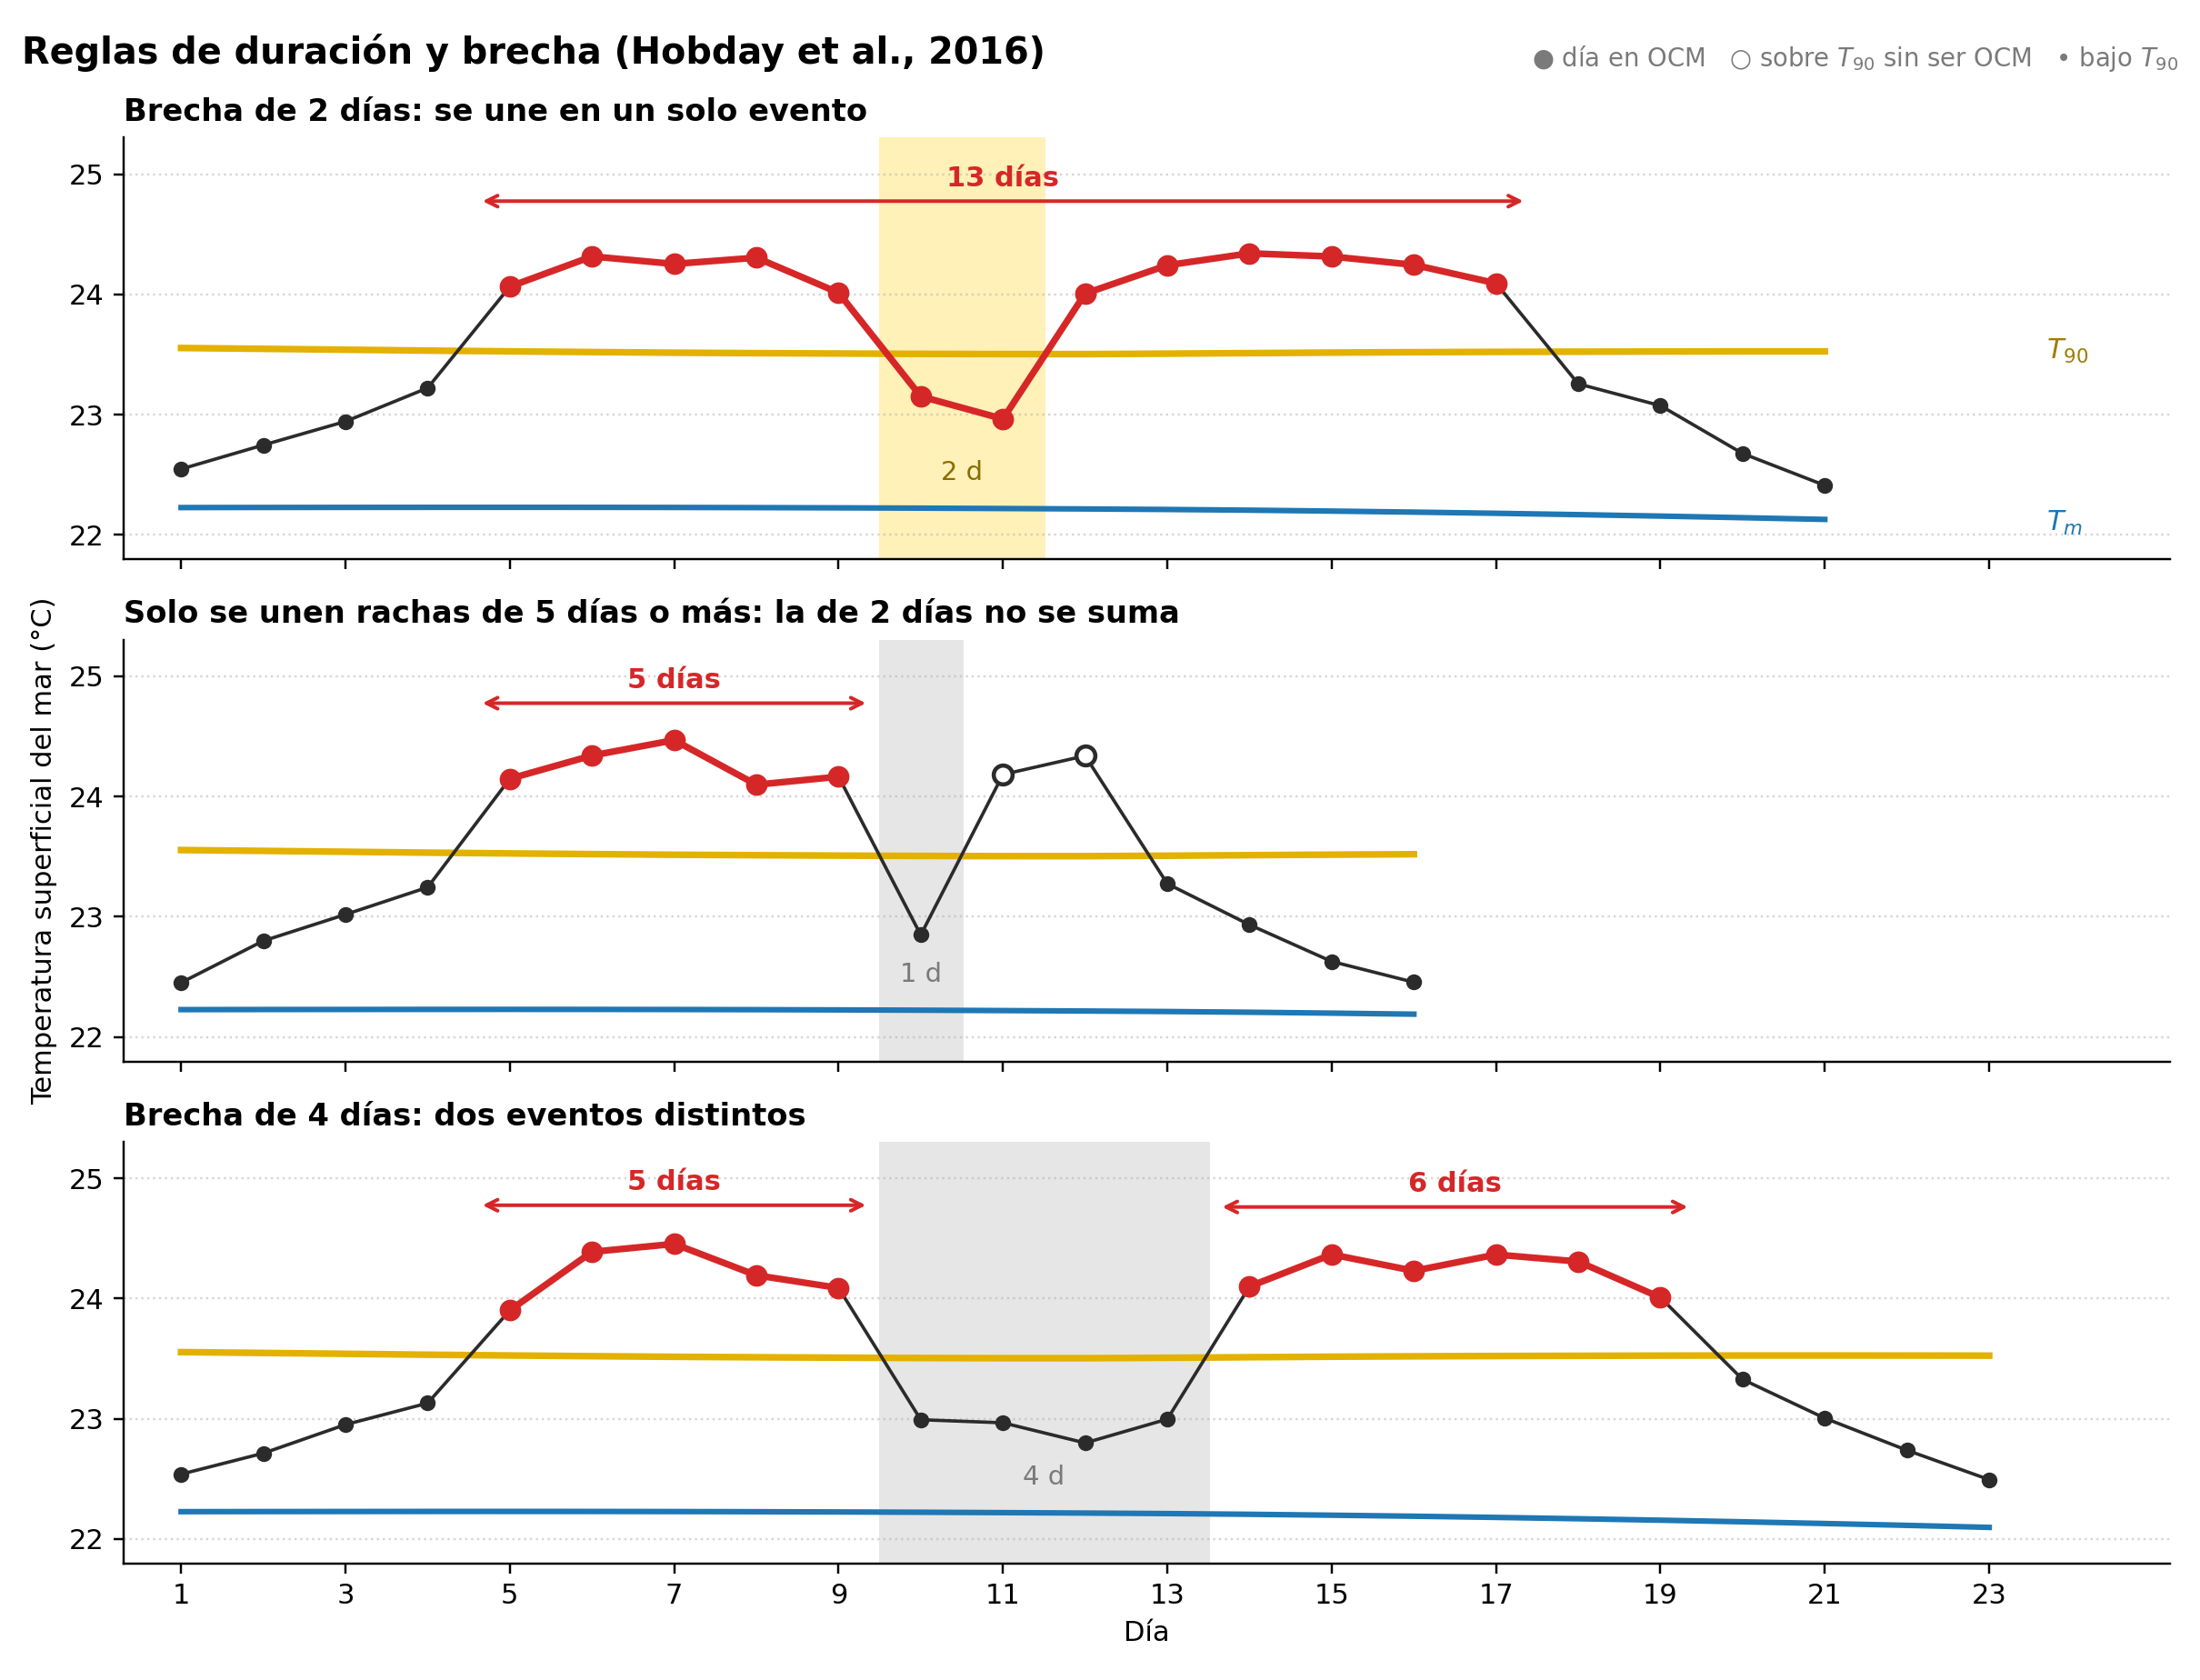 Reglas de duración y brecha (Hobday et al., 2016)
● día en OCM ○ sobre T90 sin ser OCM • bajo T90
Brecha de 2 días: se une en un solo evento
25
24
23
22
13 días
2 d
T90
Tm
Temperatura superficial del mar (°C)
Solo se unen rachas de 5 días o más: la de 2 días no se suma
25
24
23
22
5 días
1 d
Brecha de 4 días: dos eventos distintos
25
24
23
22
5 días
6 días
4 d
1 3 5 7 9 11 13 15 17 19 21 23
Día